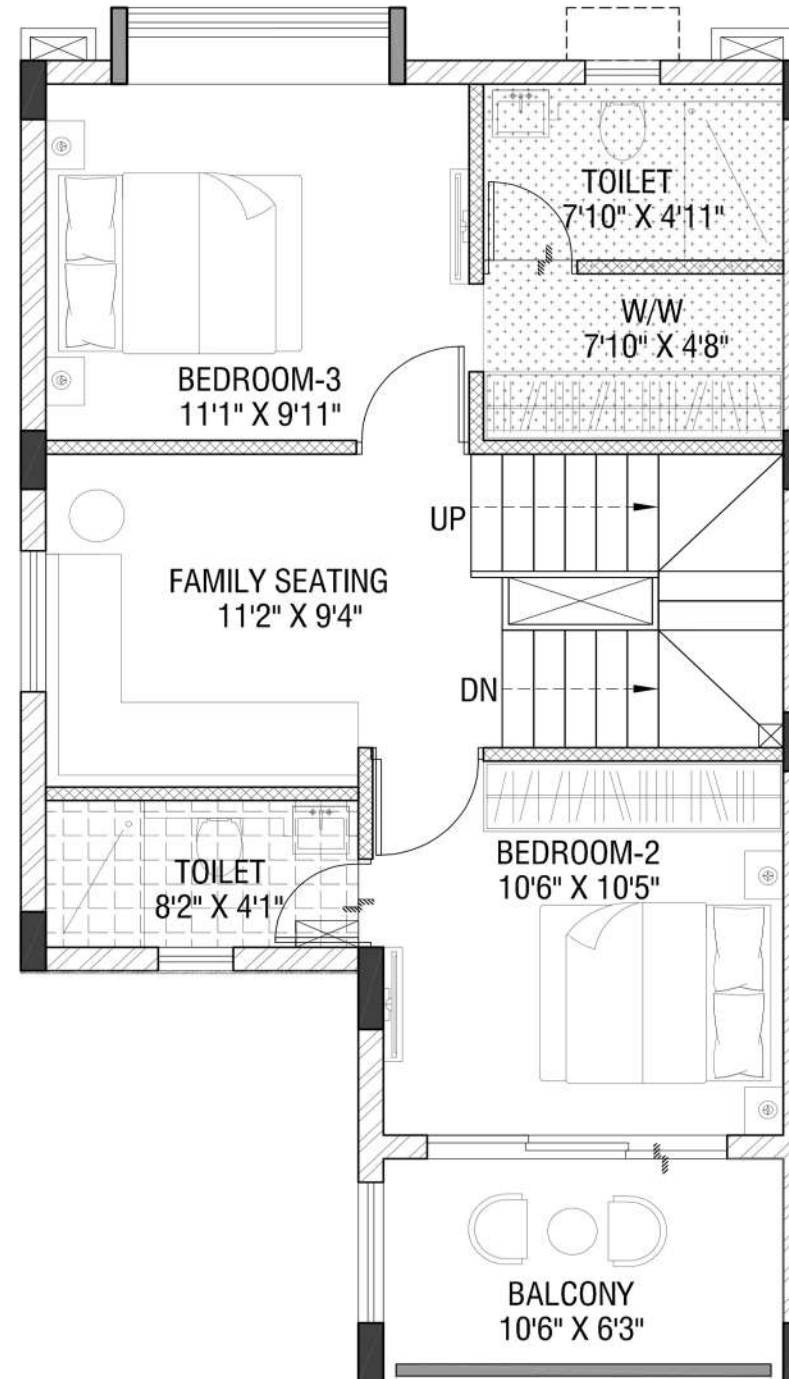 TOILET
7'10" X 4'11"
W/W
7'10" X 4'8"
BEDROOM-3
11'1" X 9'11"
UP
FAMILY SEATING
11'2" X 9'4"
DN
BEDROOM-2
10'6" X 10'5"
TOILET
8'2" X 4'1"
BALCONY
10'6" X 6'3"